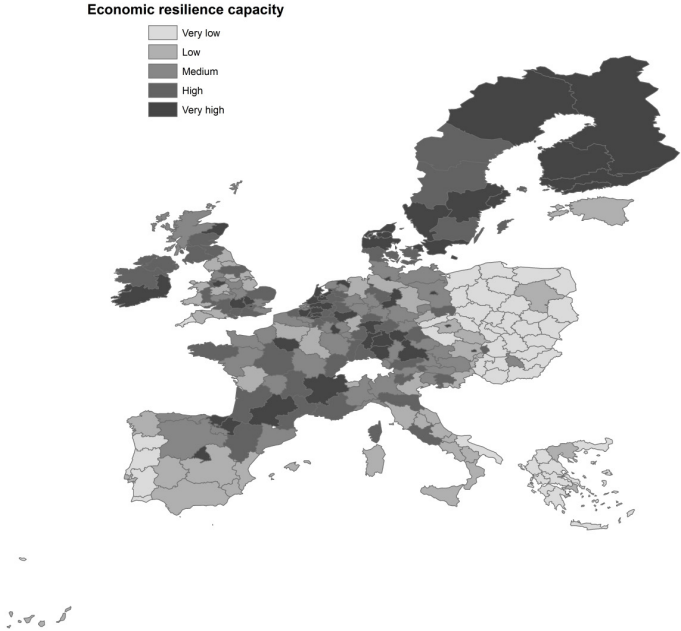 Economic resilience capacity
Very low
Low
Medium
High
Very high